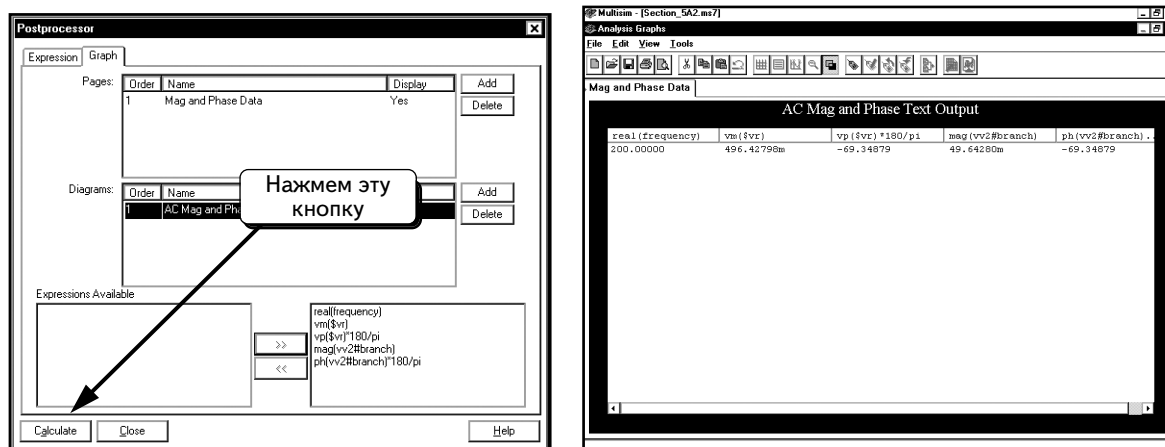 Postprocessor
Expression Graph
Pages: Order Name Display Add
1 Mag and Phase Data Yes Delete
Diagrams: Order Name Add
1 AC Mag and Delete
Нажмем эту
кнопку
Expressions Available
real(frequency)
vm($vr)
vp($vr)*180/pi
>> mag(vv2#branch)
<< ph(vv2#branch)*180/pi
Calculate Close Help
Multisim - [Section_5A2.ms7]
Analysis Graphs
File Edit View Tools
Mag and Phase Data
AC Mag and Phase Text Output
real(frequency) vm($vr) vp($vr)*180/pi mag(vv2#branch) ph(vv2#branch)..
200.00000 496.42798m -69.34879 49.64280m -69.34879